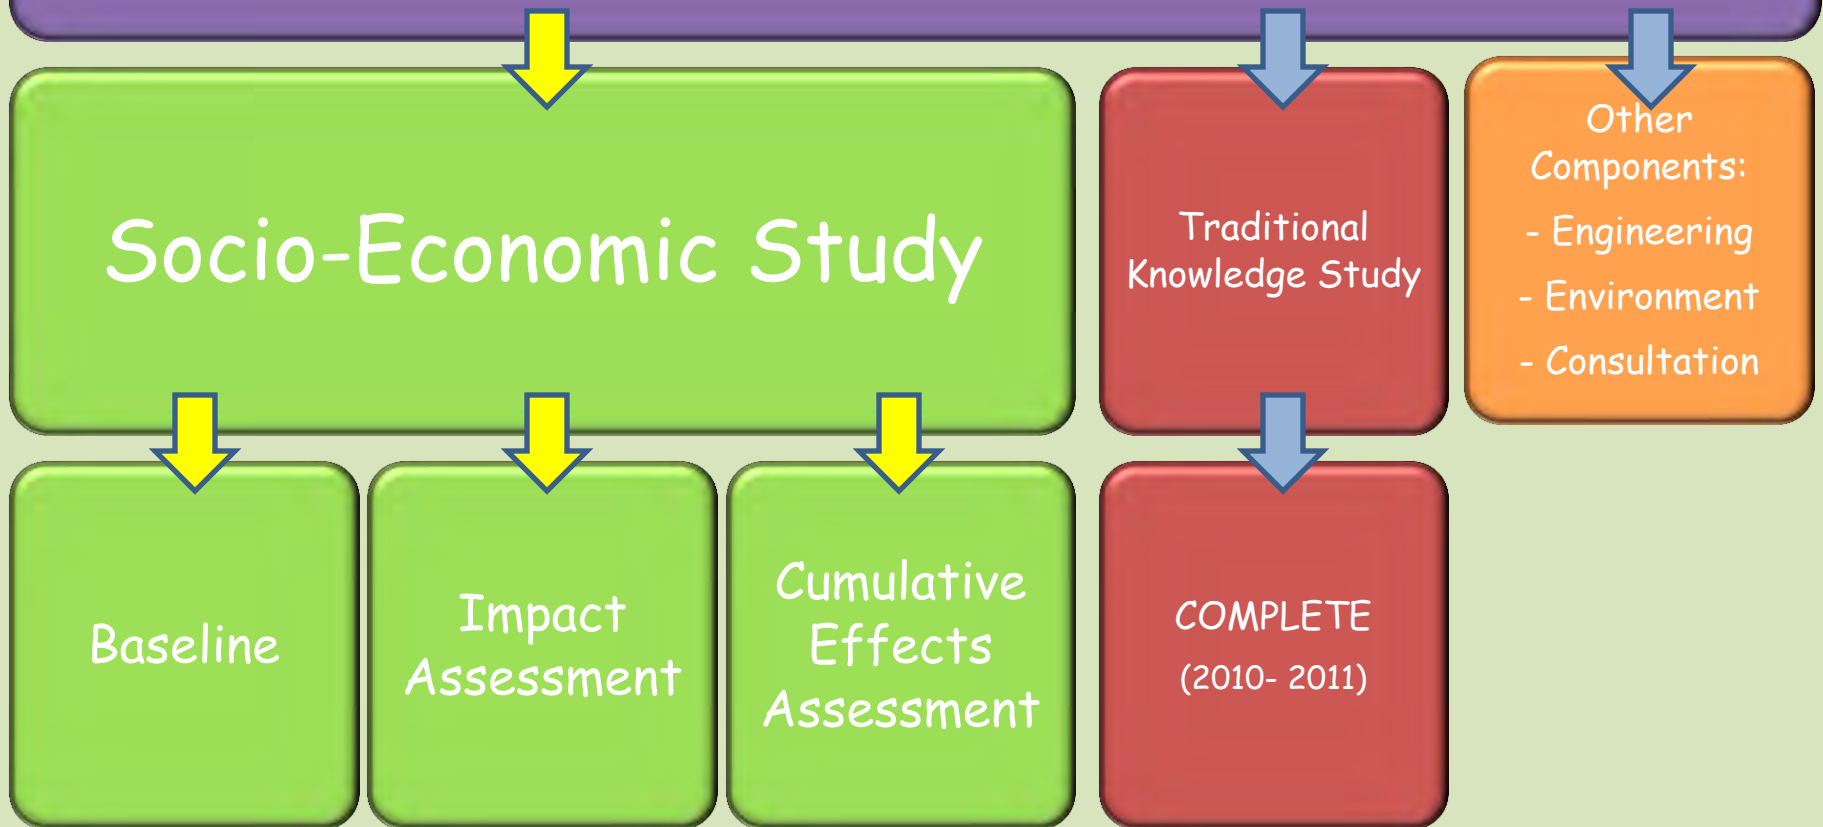 Socio-Economic Study
Traditional
Knowledge Study
Other
Components:
- Engineering
- Environment
- Consultation
Baseline
Impact
Assessment
Cumulative
Effects
Assessment
COMPLETE
(2010- 2011)